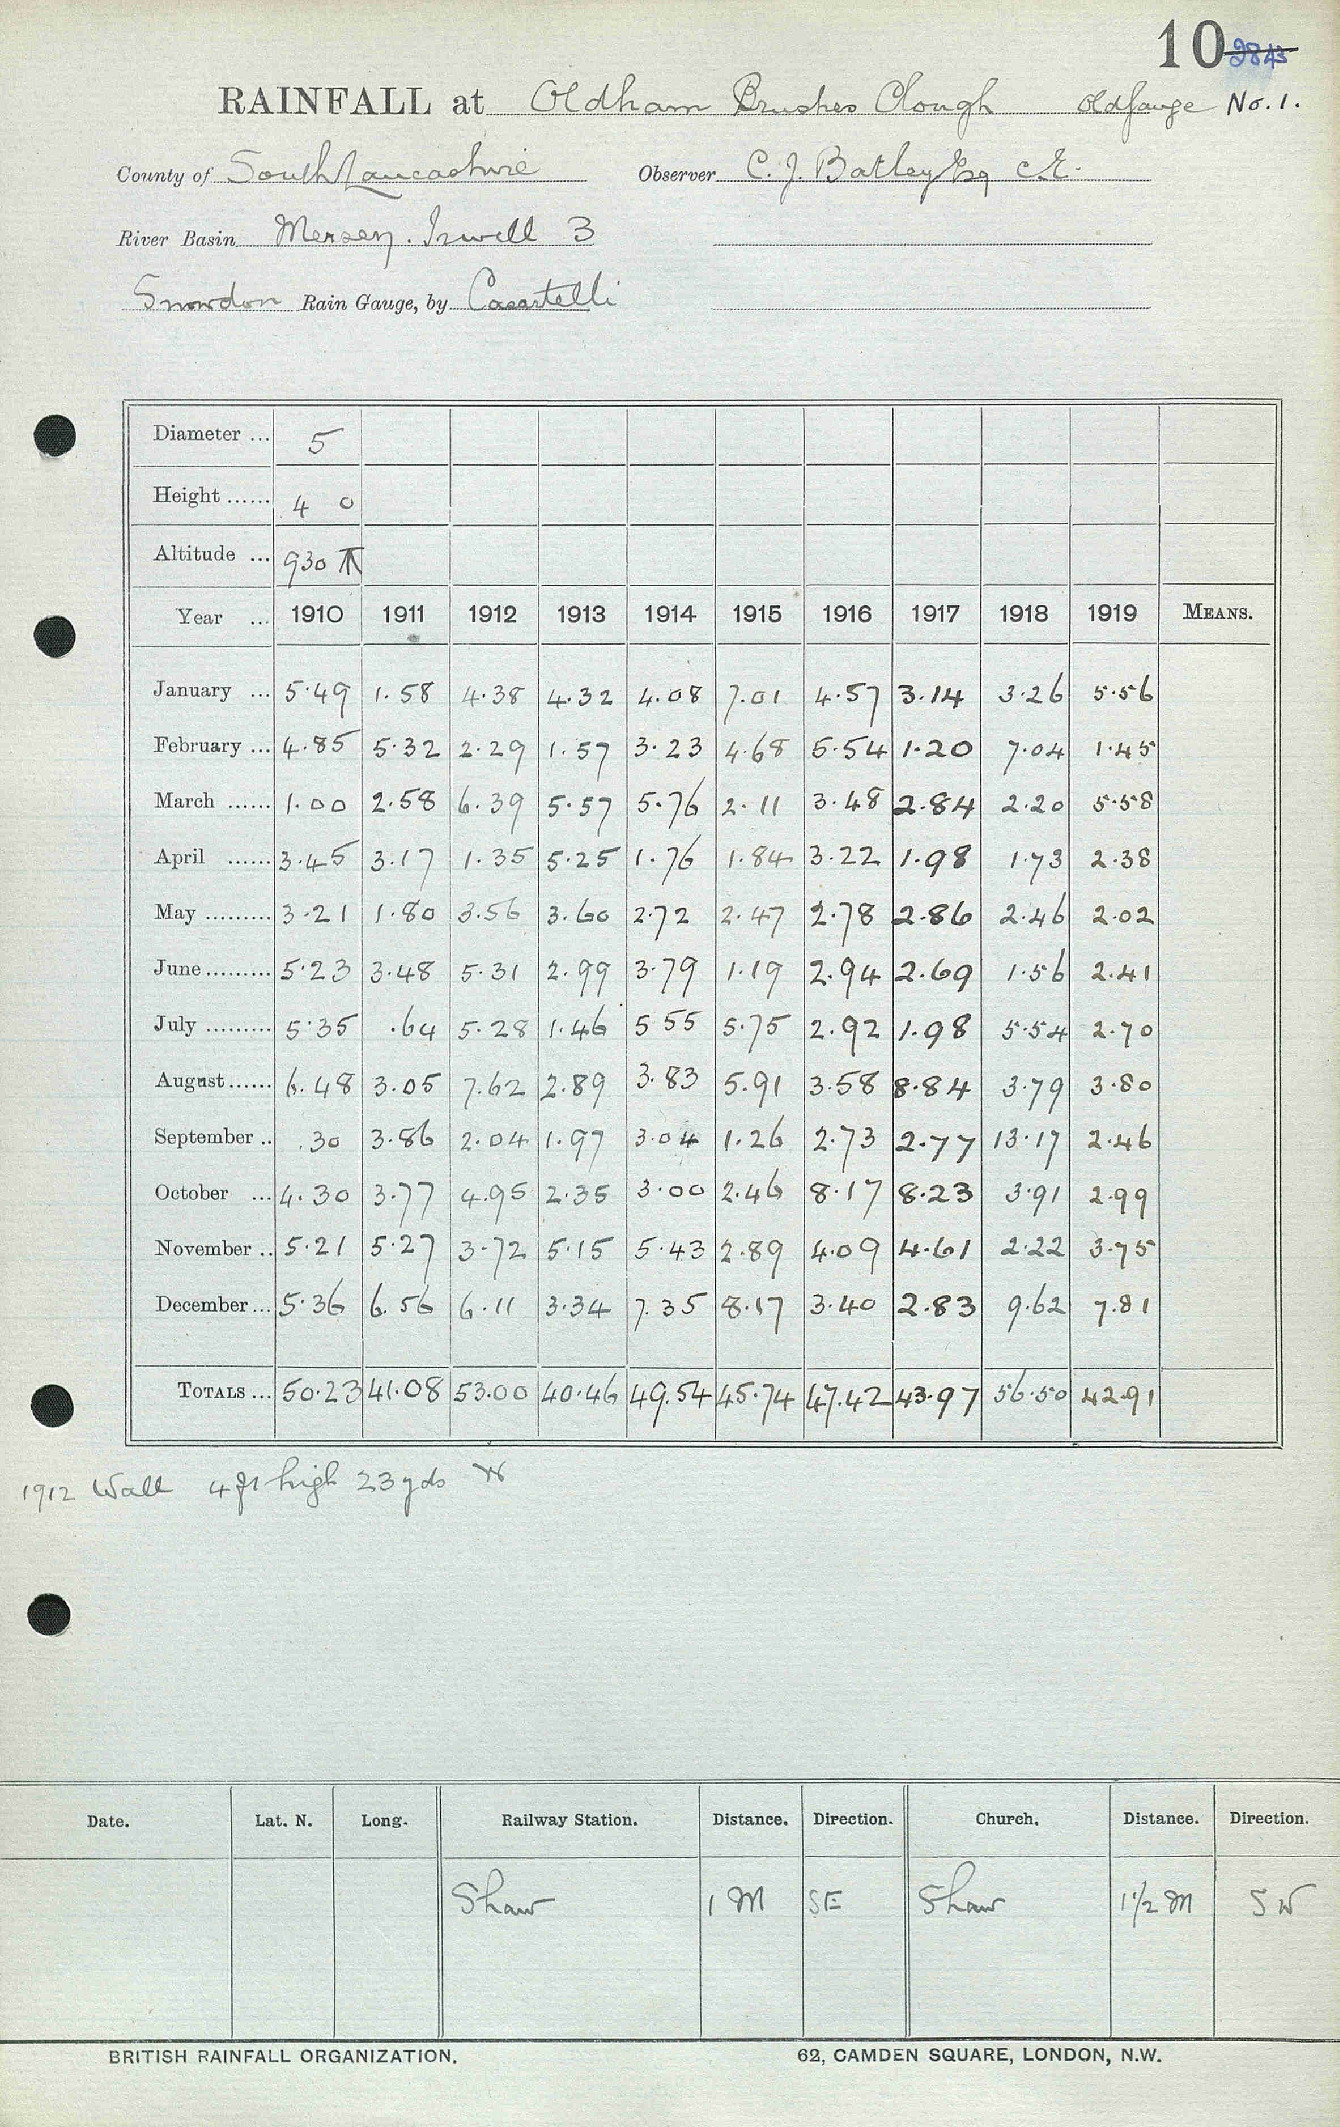 10 2843
RAINFALL at Oldham Brushes Clough Old Gauge No. 1.
County of South Lancashire Observer C. J. Batley Esq C.E.
River Basin Mersey. Irwell 3
Snowdon Rain Gauge, by Casartelli
Diameter ... 5
Height ...... 4 0
Altitude ... 930 ⊼
Year ... 1910 1911 1912 1913 1914 1915 1916 1917 1918 1919 MEANS.
January ... 5.49 1.58 4.38 4.32 4.08 7.01 4.57 3.14 3.26 5.56
February ... 4.85 5.32 2.29 1.57 3.23 4.68 5.54 1.20 7.04 1.45
March ...... 1.00 2.58 6.39 5.57 5.76 2.11 3.48 2.84 2.20 5.58
April ...... 3.45 3.17 1.35 5.25 1.76 1.84 3.22 1.98 1.73 2.38
May ......... 3.21 1.80 3.56 3.60 2.72 2.47 2.78 2.86 2.46 2.02
June ......... 5.23 3.48 5.31 2.99 3.79 1.19 2.94 2.69 1.56 2.41
July ......... 5.35 .64 5.28 1.46 5 55 5.75 2.92 1.98 5.54 2.70
August ...... 6.48 3.05 7.62 2.89 3.83 5.91 3.58 8.84 3.79 3.80
September .. .30 3.86 2.04 1.97 3.04 1.26 2.73 2.77 13.17 2.46
October ... 4.30 3.77 4.95 2.35 3.00 2.46 8.17 8.23 3.91 2.99
November .. 5.21 5.27 3.72 5.15 5.43 2.89 4.09 4.61 2.22 3.75
December ... 5.36 6.56 6.11 3.34 7.35 8.17 3.40 2.83 9.62 7.81
TOTALS ... 50.23 41.08 53.00 40.46 49.54 45.74 47.42 43.97 56.50 42.91
1912 Wall 4ft high 23 yds W
Date. Lat. N. Long. Railway Station. Distance. Direction. Church. Distance. Direction.
Shaw 1 M SE Shaw 1 1/2 M SW
BRITISH RAINFALL ORGANIZATION. 62, CAMDEN SQUARE, LONDON, N.W.